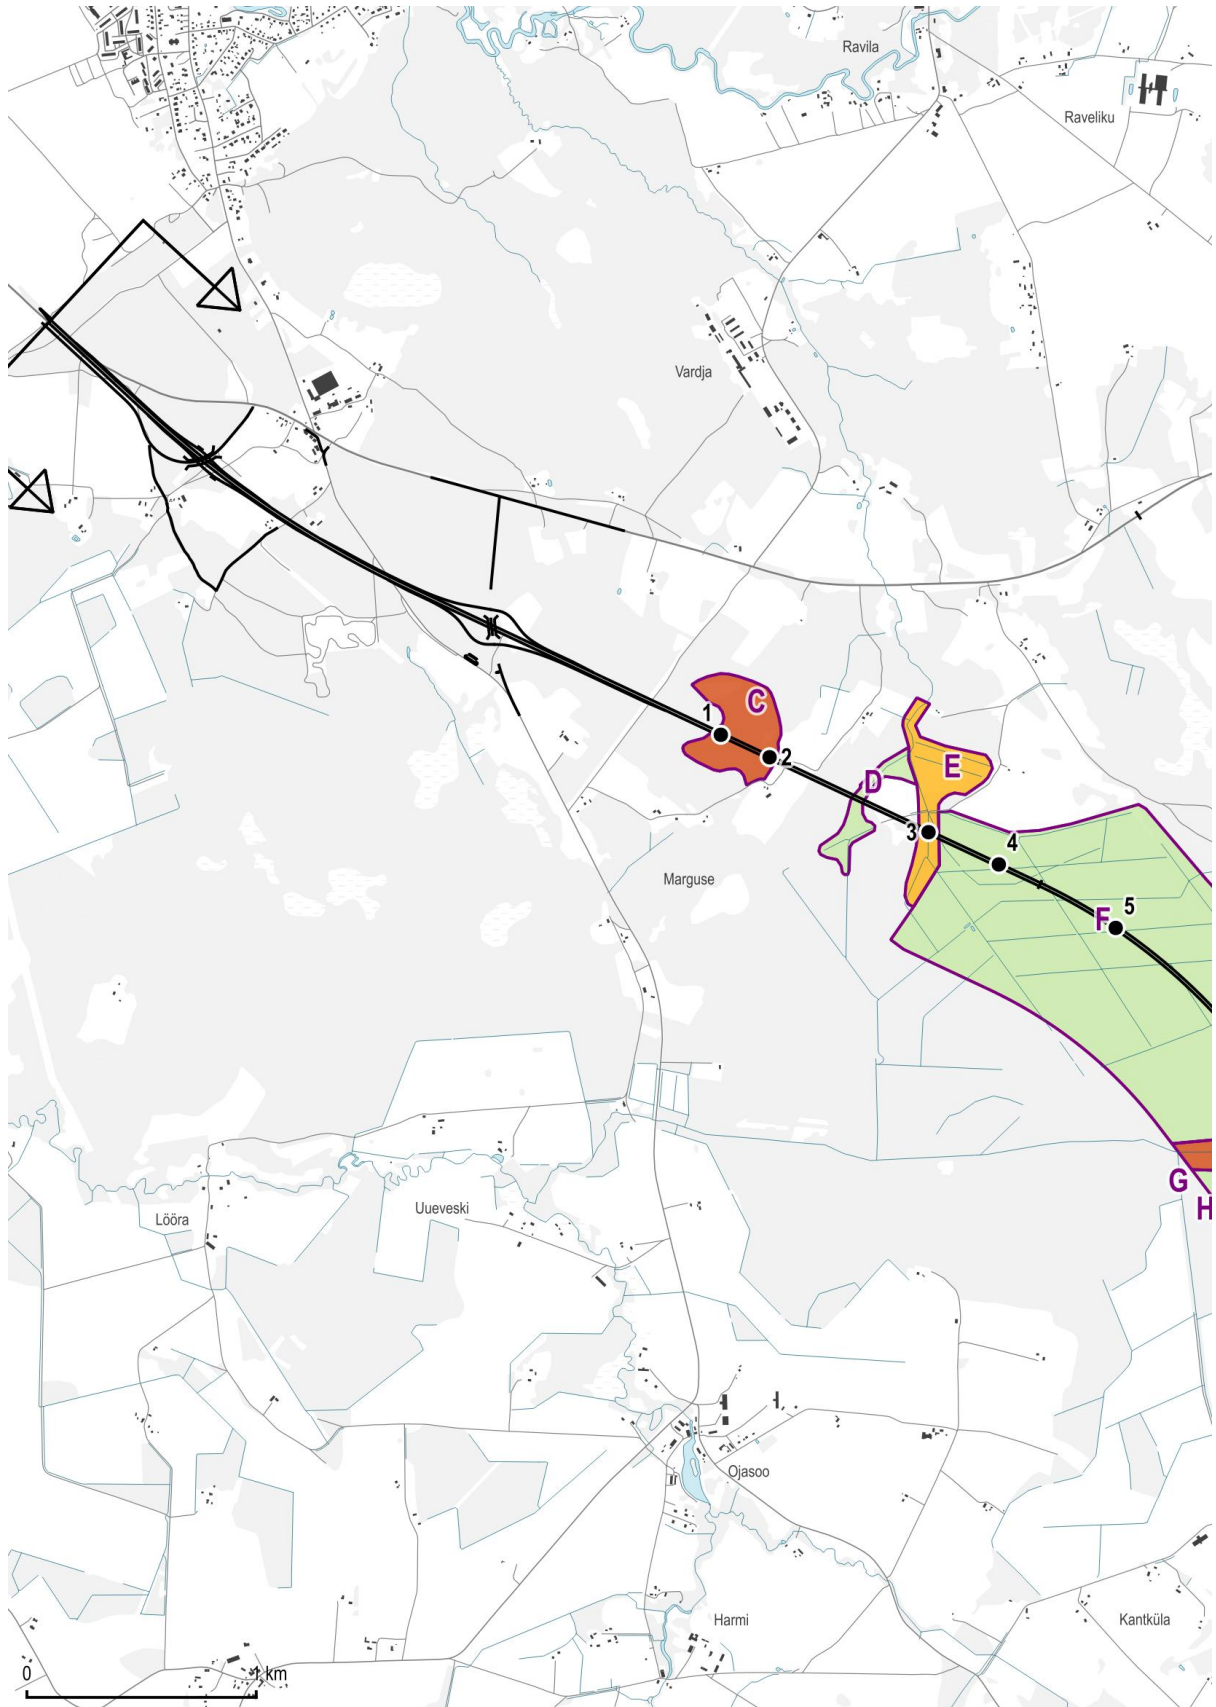 Ravila
Raveliku
Vardja
C
1
2
D
E
3
4
F
5
Marguse
G
H
Lööra
Uueveski
Ojasoo
Harmi
Kantküla
0 1 km